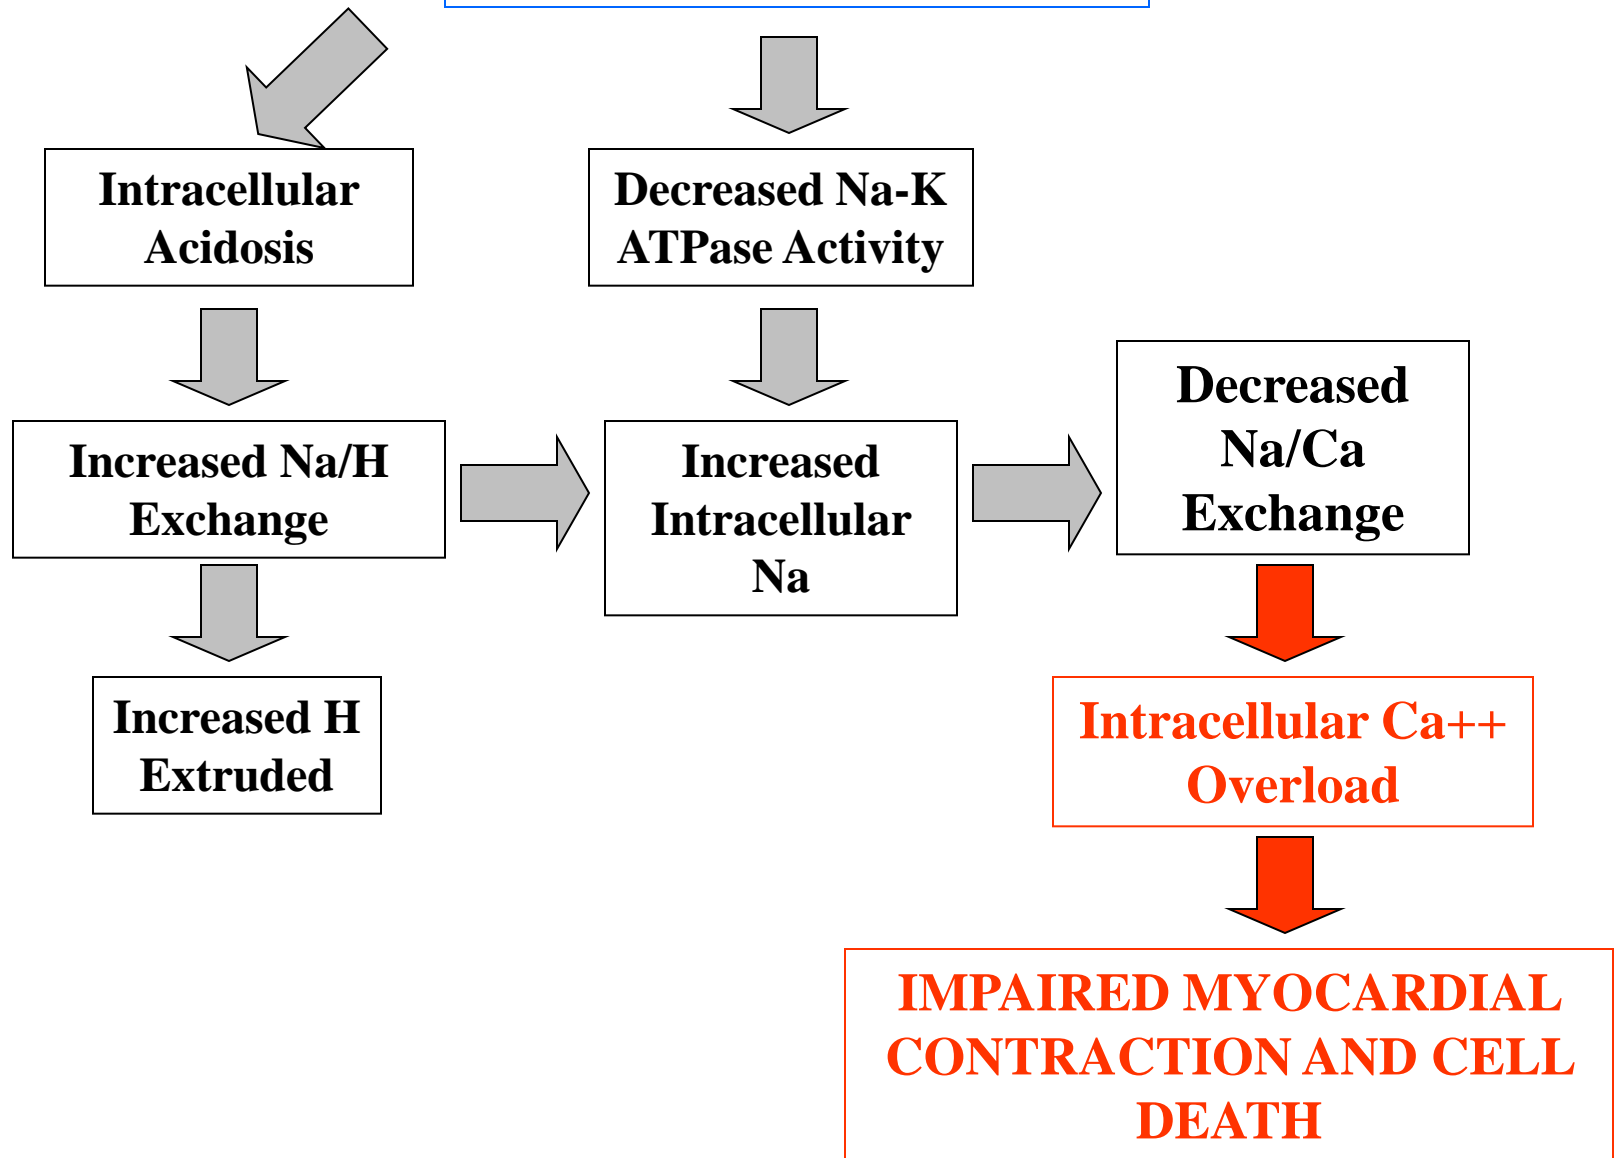 Intracellular
Acidosis
Decreased Na-K
ATPase Activity
Increased Na/H
Exchange
Increased
Intracellular
Na
Decreased
Na/Ca
Exchange
Increased H
Extruded
Intracellular Ca++
Overload
IMPAIRED MYOCARDIAL
CONTRACTION AND CELL
DEATH